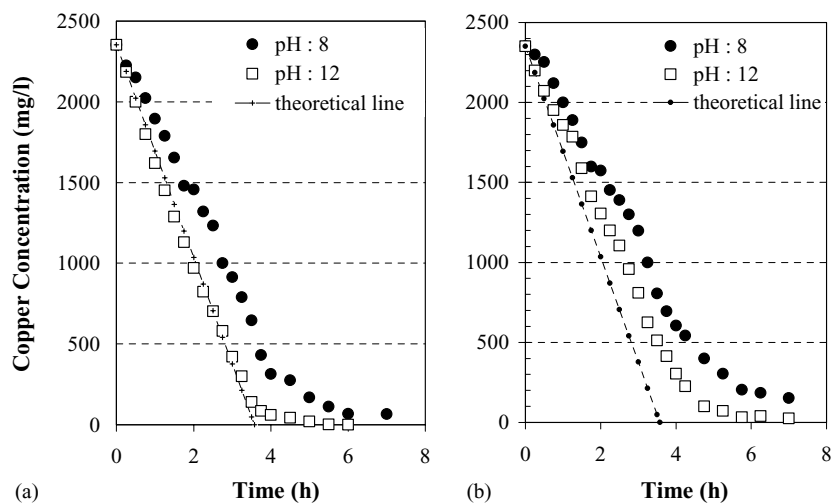 2500
2000
1500
1000
500
0
Copper Concentration (mg/l)
pH : 8
pH : 12
theoretical line
0 2 4 6 8
(a)
Time (h)
2500
2000
1500
1000
500
0
pH : 8
pH : 12
theoretical line
0 2 4 6 8
(b)
Time (h)